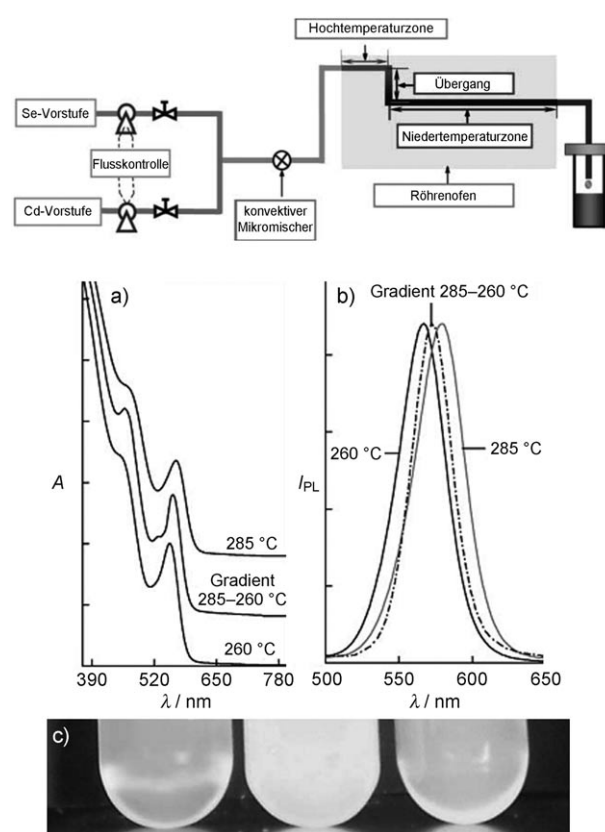 Hochtemperaturzone
Se-Vorstufe
Übergang
Flusskontrolle
Niedertemperaturzone
Cd-Vorstufe
konvektiver
Mikromischer
Röhrenofen
a)
A
285 °C
Gradient
285–260 °C
260 °C
390 520 650 780
λ / nm
b)
Gradient 285–260 °C
260 °C
285 °C
I_PL
500 550 600 650
λ / nm
c)